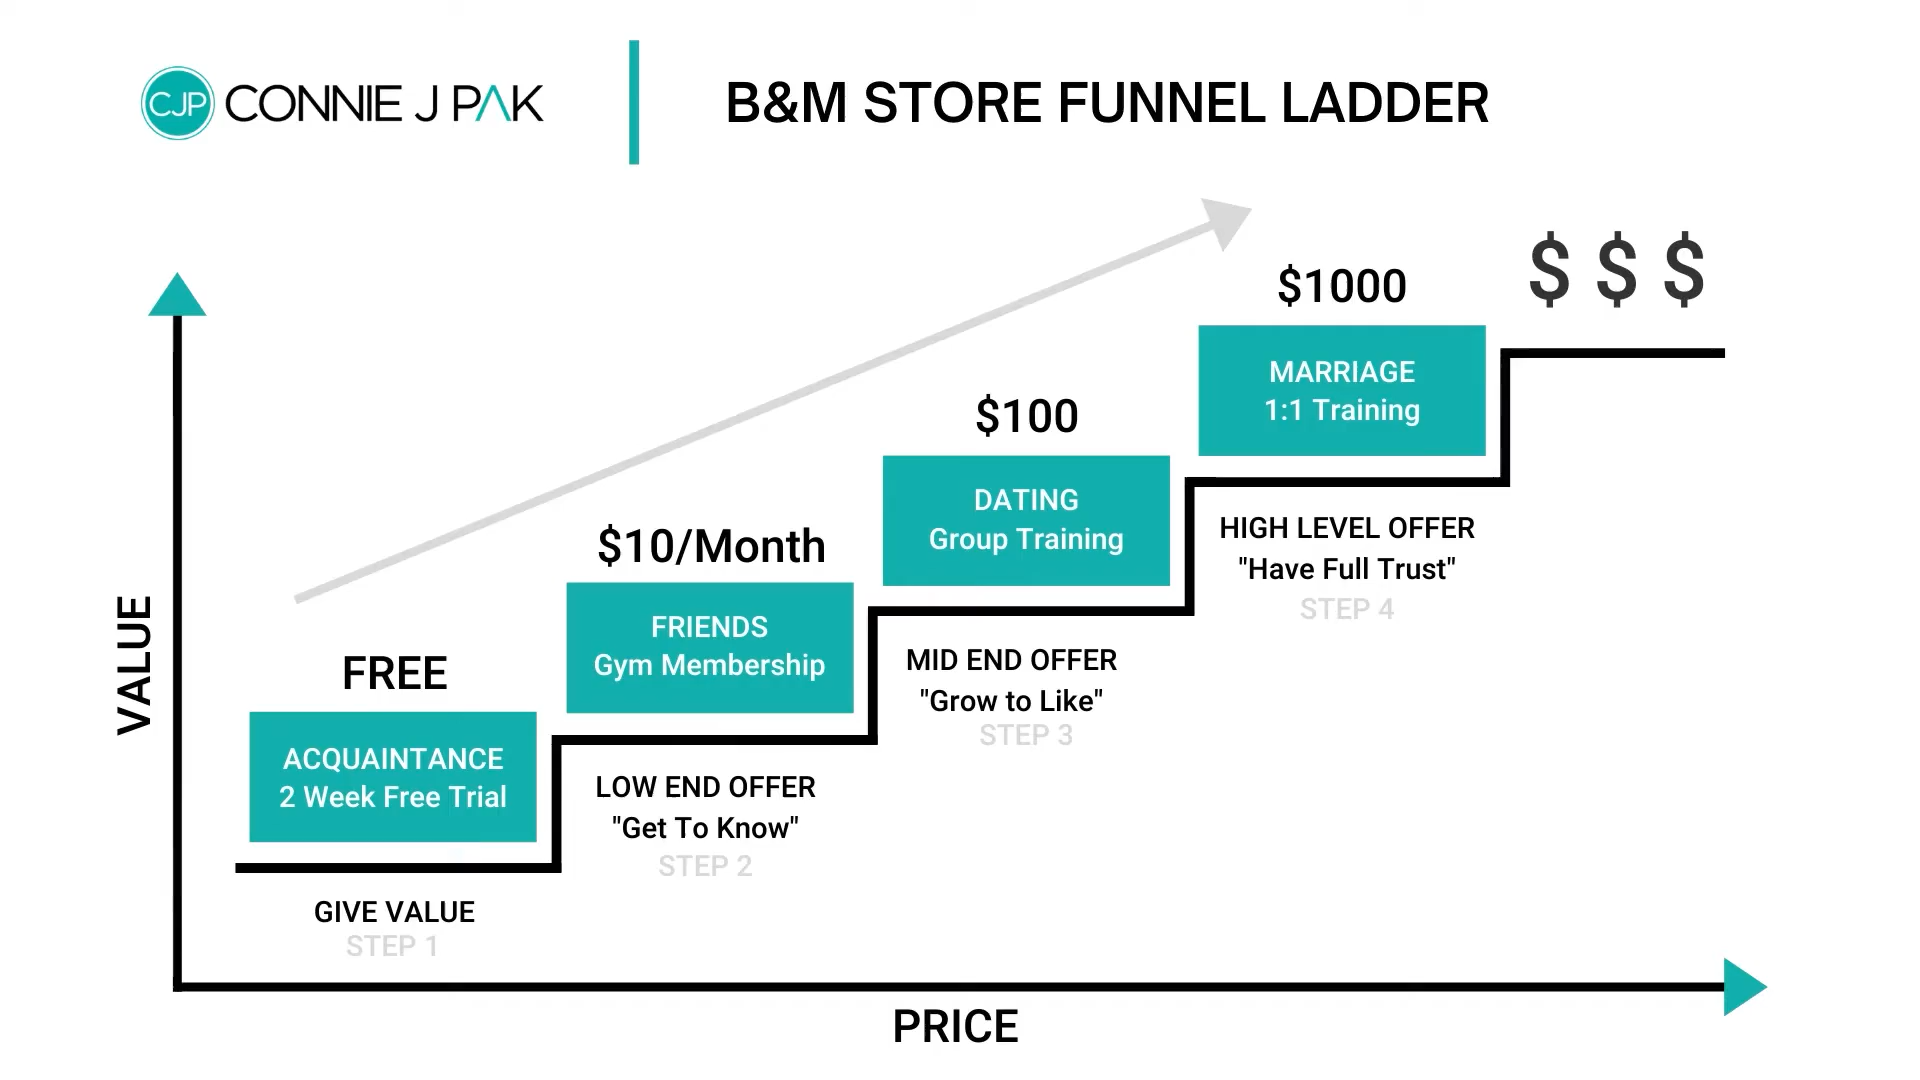 CJP CONNIE J PAK
B&M STORE FUNNEL LADDER
$ $ $
$1000
MARRIAGE
1:1 Training
HIGH LEVEL OFFER
"Have Full Trust"
STEP 4
$100
DATING
Group Training
MID END OFFER
"Grow to Like"
STEP 3
$10/Month
FRIENDS
Gym Membership
LOW END OFFER
"Get To Know"
STEP 2
FREE
ACQUAINTANCE
2 Week Free Trial
GIVE VALUE
STEP 1
VALUE
PRICE